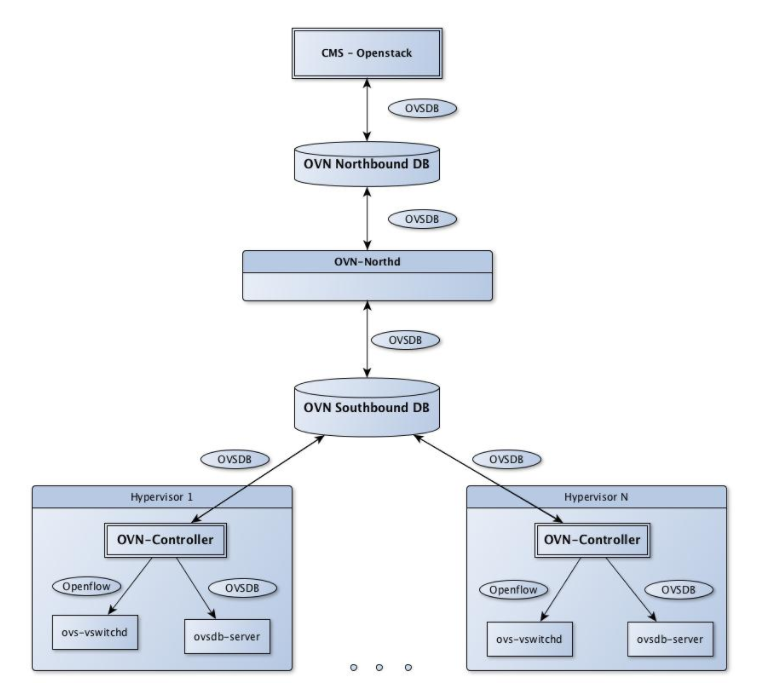 CMS - Openstack
OVSDB
OVN Northbound DB
OVSDB
OVN-Northd
OVSDB
OVN Southbound DB
OVSDB
OVSDB
Hypervisor 1
Hypervisor N
OVN-Controller
OVN-Controller
Openflow
OVSDB
Openflow
OVSDB
ovs-vswitchd
ovsdb-server
ovs-vswitchd
ovsdb-server